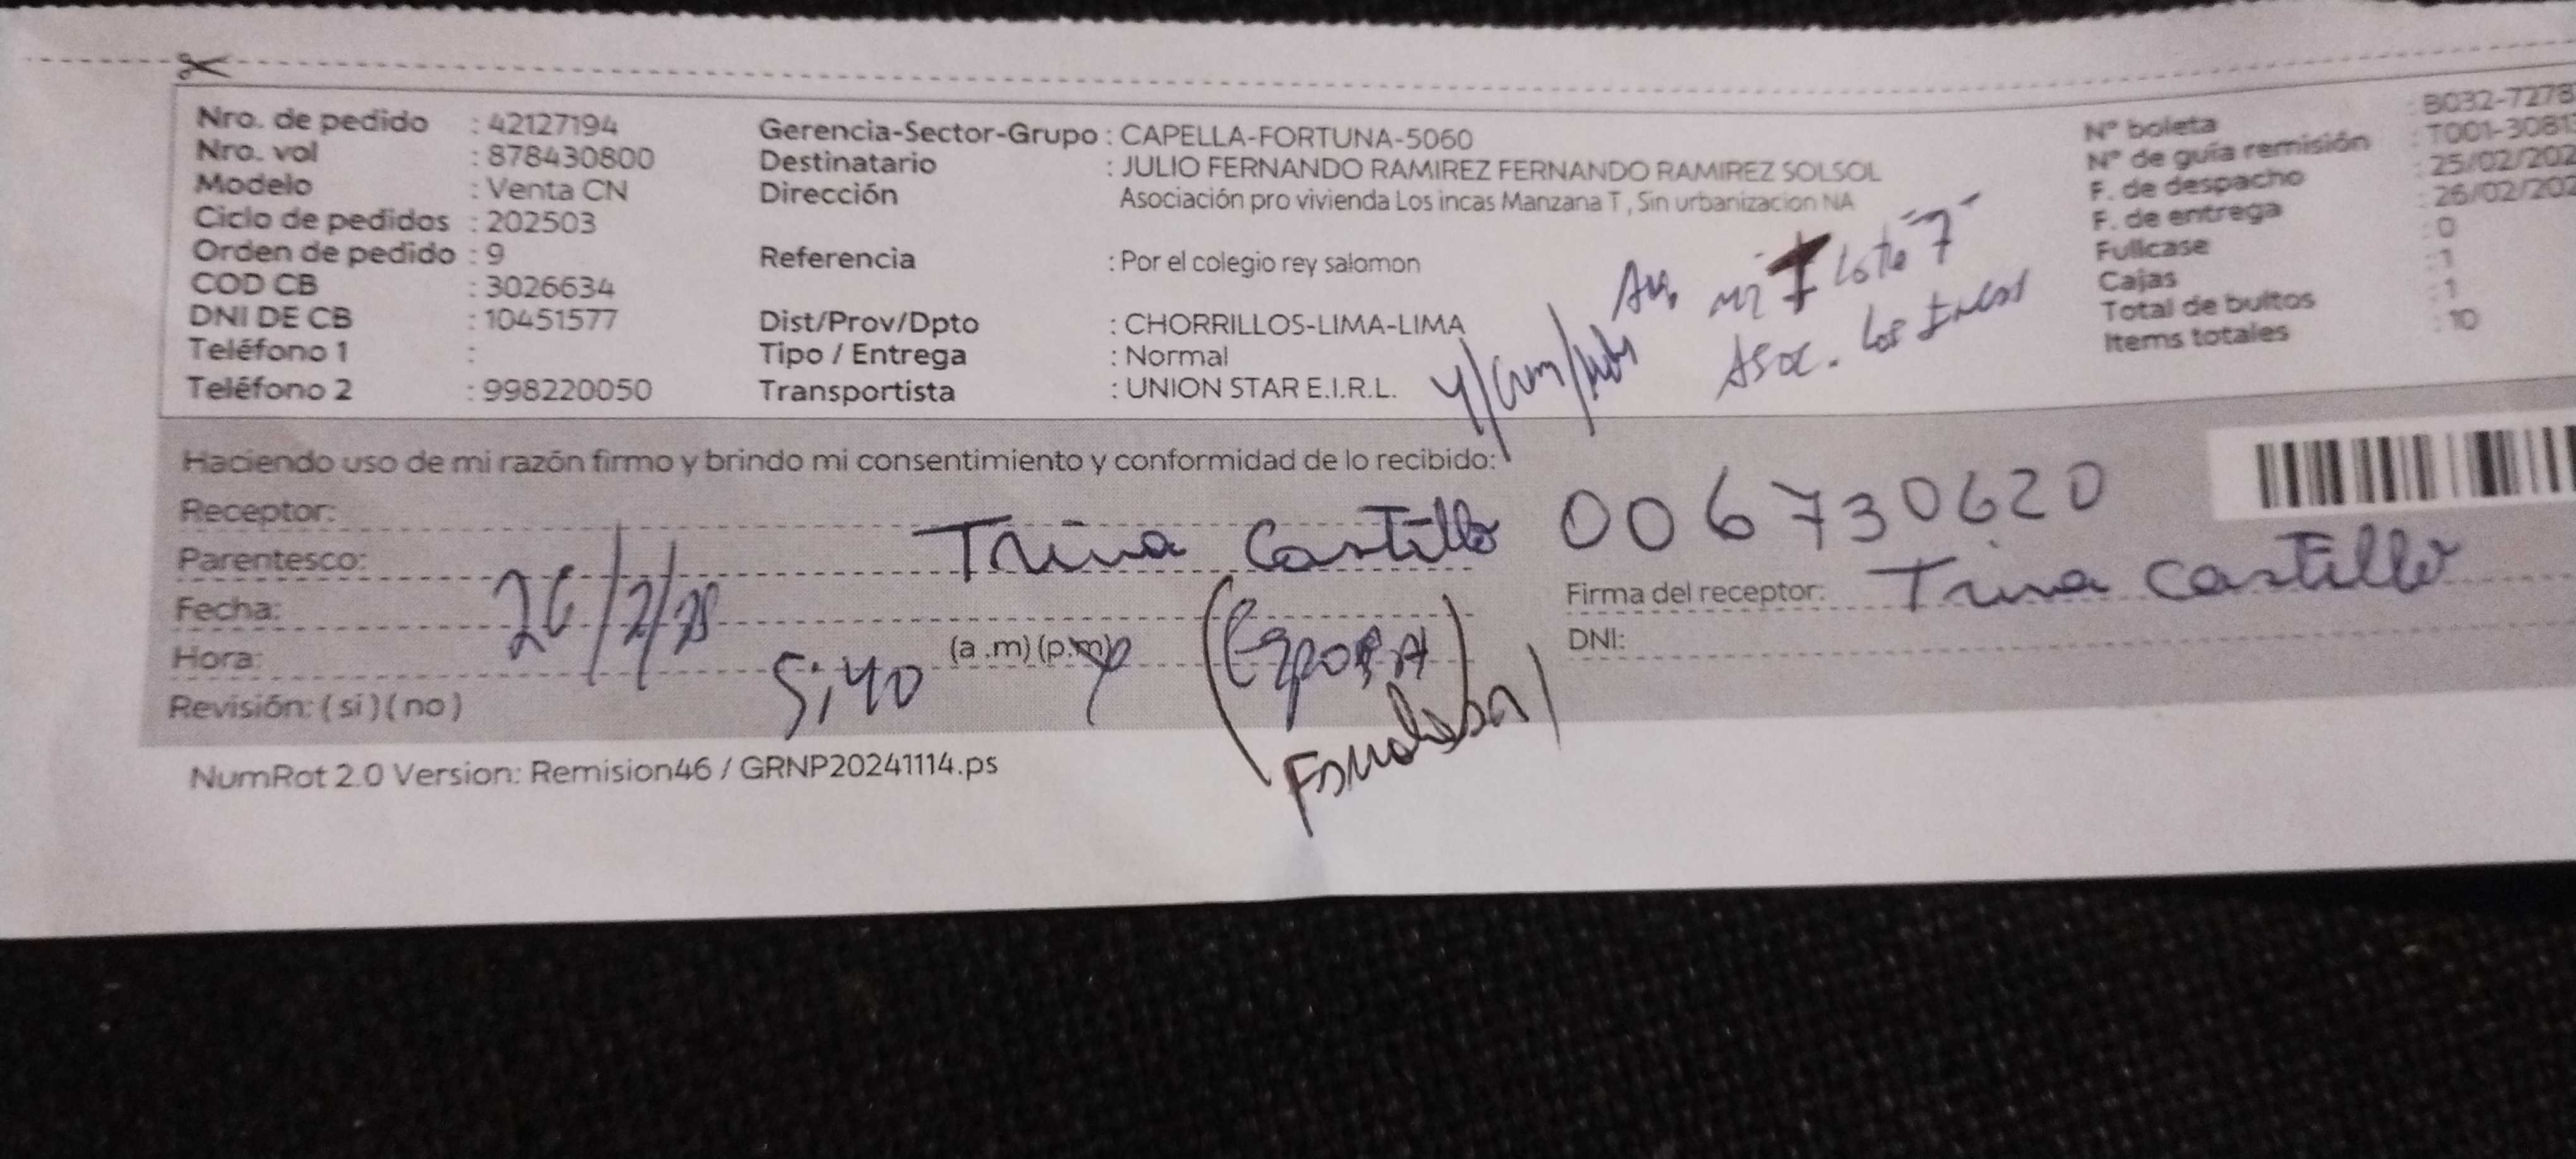 Nro. de pedido : 42127194
Nro. vol : 878430800
Modelo : Venta CN
Ciclo de pedidos : 202503
Orden de pedido : 9
COD CB : 3026634
DNI DE CB : 10451577
Teléfono 1 :
Teléfono 2 : 998220050
Gerencia-Sector-Grupo : CAPELLA-FORTUNA-5060
Destinatario : JULIO FERNANDO RAMIREZ FERNANDO RAMIREZ SOLSOL
Dirección Asociación pro vivienda Los incas Manzana T , Sin urbanizacion NA
Referencia : Por el colegio rey salomon
Dist/Prov/Dpto : CHORRILLOS-LIMA-LIMA
Tipo / Entrega : Normal
Transportista : UNION STAR E.I.R.L.
Mz T Lote 7
Asoc. Los Incas
N° boleta : B032-7278
N° de guía remisión : T001-3081
F. de despacho : 25/02/202
F. de entrega : 26/02/202
Fullcase : 0
Cajas : 1
Total de bultos : 1
Items totales : 10
Haciendo uso de mi razón firmo y brindo mi consentimiento y conformidad de lo recibido:
Receptor:
Trina Castillo 006730620
Parentesco:
Fecha: 26/2/25
Hora: 5:40 (a .m) (p.m)
(Esposa)
Revisión: ( si ) ( no )
Firma del receptor: Trina Castillo
DNI:
NumRot 2.0 Version: Remision46 / GRNP20241114.ps